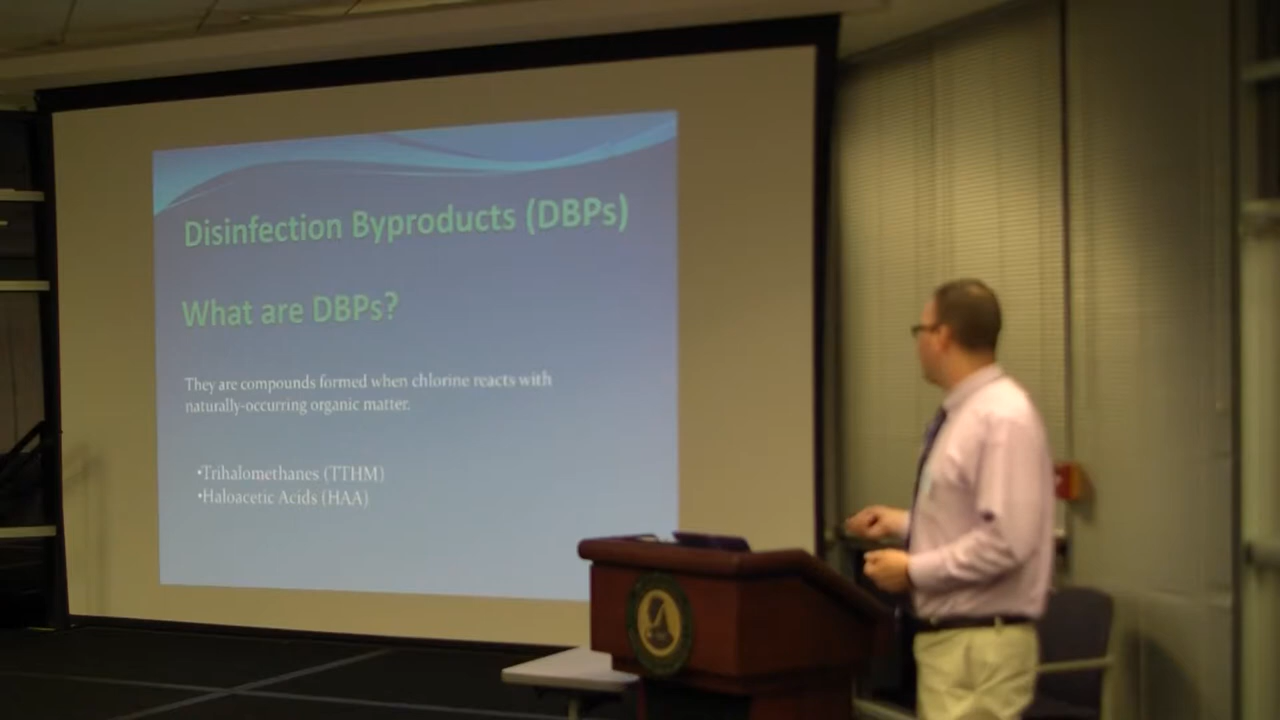 Disinfection Byproducts (DBPs)
What are DBPs?
They are compounds formed when chlorine reacts with
naturally-occurring organic matter.
•Trihalomethanes (TTHM)
•Haloacetic Acids (HAA)